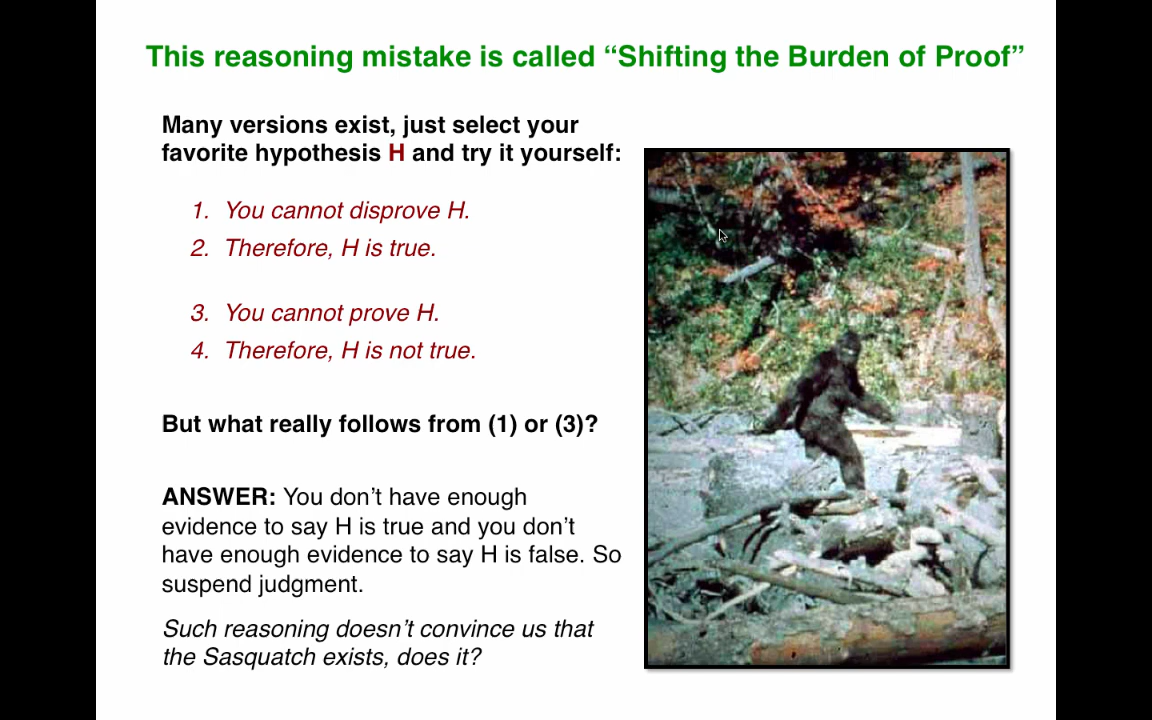 This reasoning mistake is called “Shifting the Burden of Proof”
Many versions exist, just select your
favorite hypothesis H and try it yourself:
1. You cannot disprove H.
2. Therefore, H is true.
3. You cannot prove H.
4. Therefore, H is not true.
But what really follows from (1) or (3)?
ANSWER: You don’t have enough
evidence to say H is true and you don’t
have enough evidence to say H is false. So
suspend judgment.
Such reasoning doesn’t convince us that
the Sasquatch exists, does it?